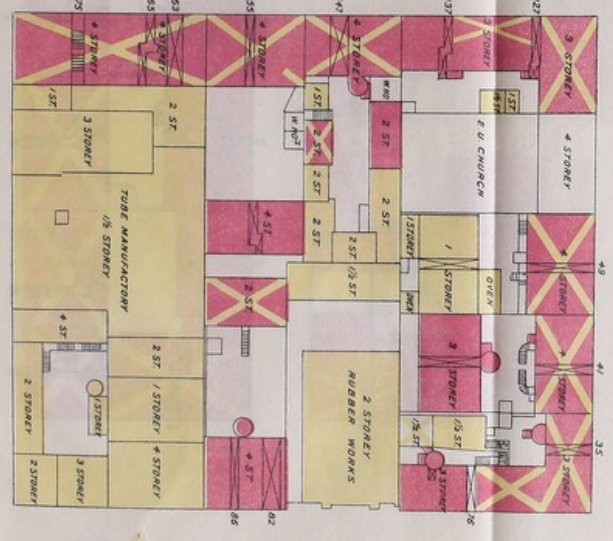 55
47
37
27
4 STOREY
4 STOREY
4 STOREY
4 STOREY
3 STOREY
3 STOREY
1 ST
2 ST.
1 ST
W HO
1 ST
3 STOREY
W HOT
2 ST
2 ST.
E U CHURCH
4 STOREY
2 ST
TUBE MANUFACTORY
1½ STOREY
4 ST.
2 ST.
2 ST.
2 ST
1 STOREY
1 STOREY
4 STOREY
49
2 ST
1½ ST.
OVEN
OVEN
4 ST
2 ST
3 STOREY
4 STOREY
41
2 STOREY
1 STOREY
1 STOREY
2 STOREY
RUBBER WORKS
1½ ST.
3 STOREY
35
2 STOREY
3 STOREY
4 STOREY
4 ST
3 STOREY
86
82
76